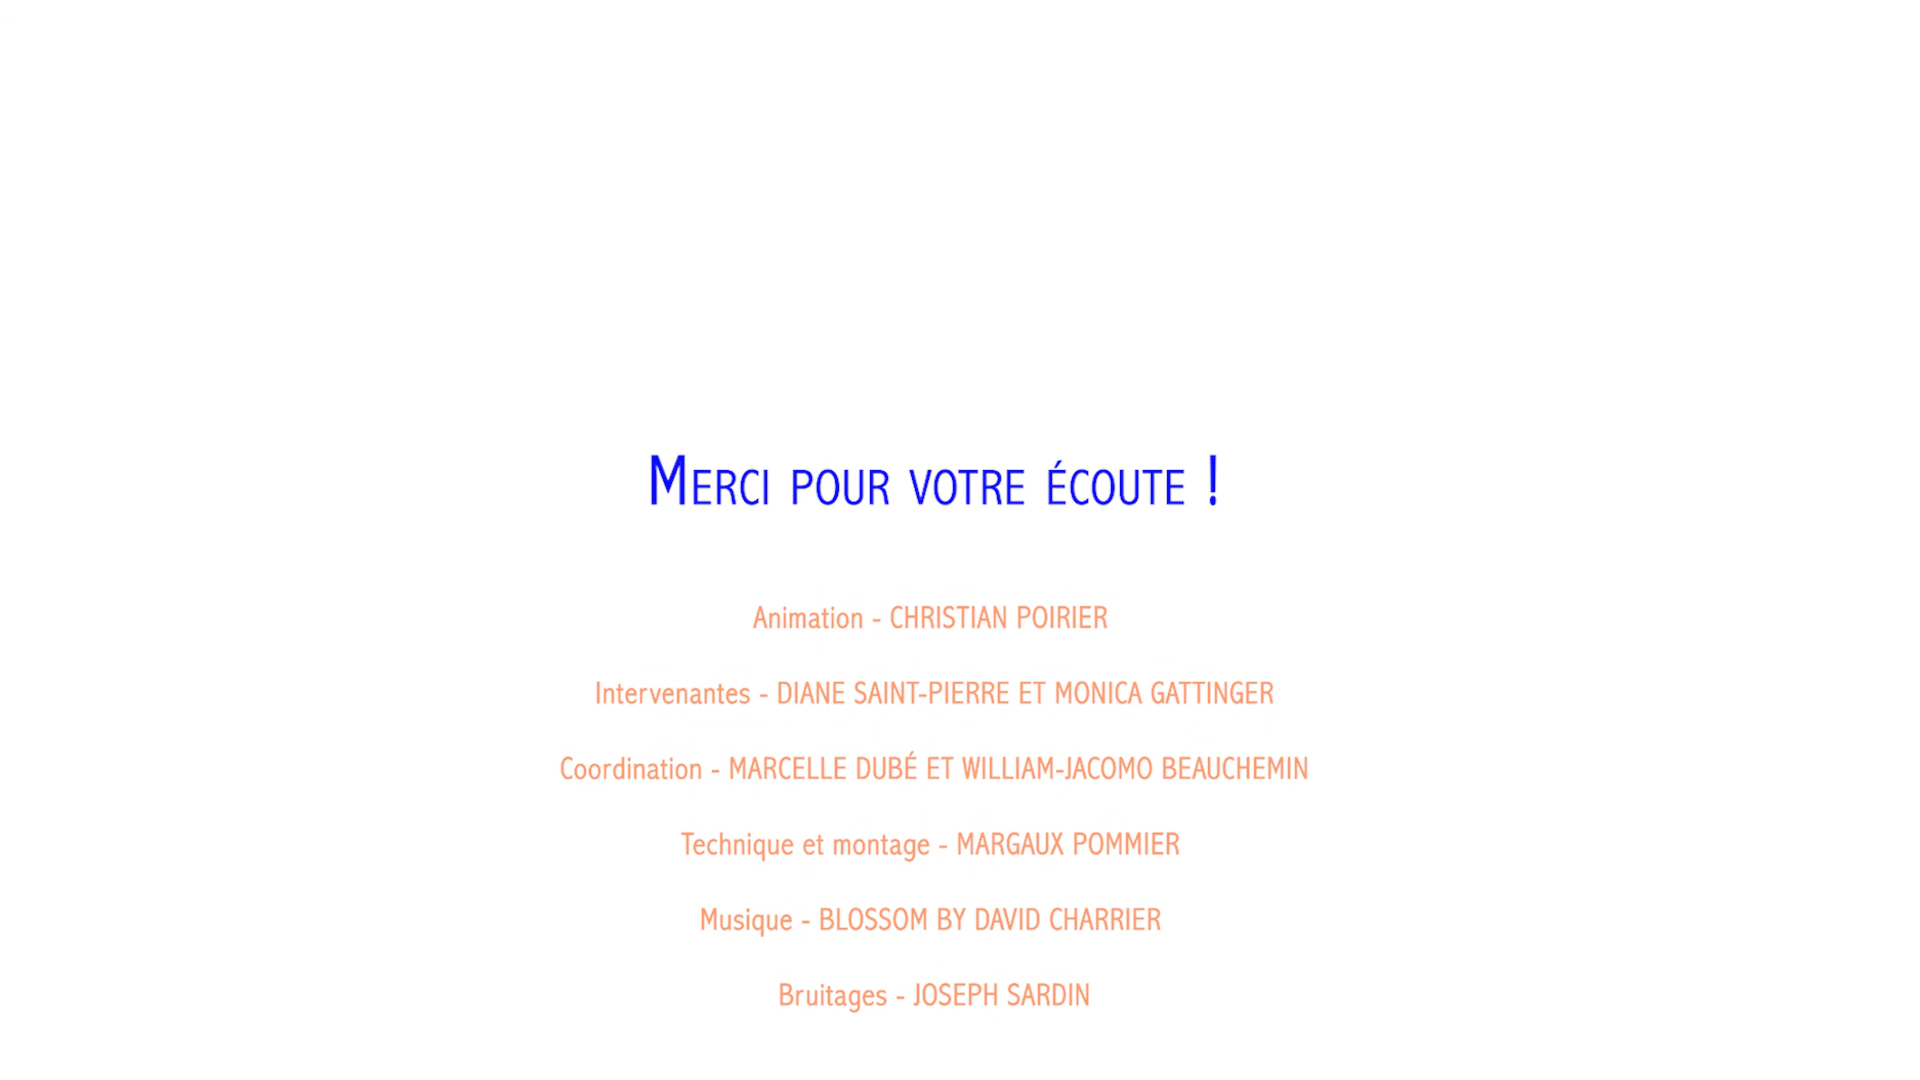 Merci pour votre écoute !
Animation - CHRISTIAN POIRIER
Intervenantes - DIANE SAINT-PIERRE ET MONICA GATTINGER
Coordination - MARCELLE DUBÉ ET WILLIAM-JACOMO BEAUCHEMIN
Technique et montage - MARGAUX POMMIER
Musique - BLOSSOM BY DAVID CHARRIER
Bruitages - JOSEPH SARDIN